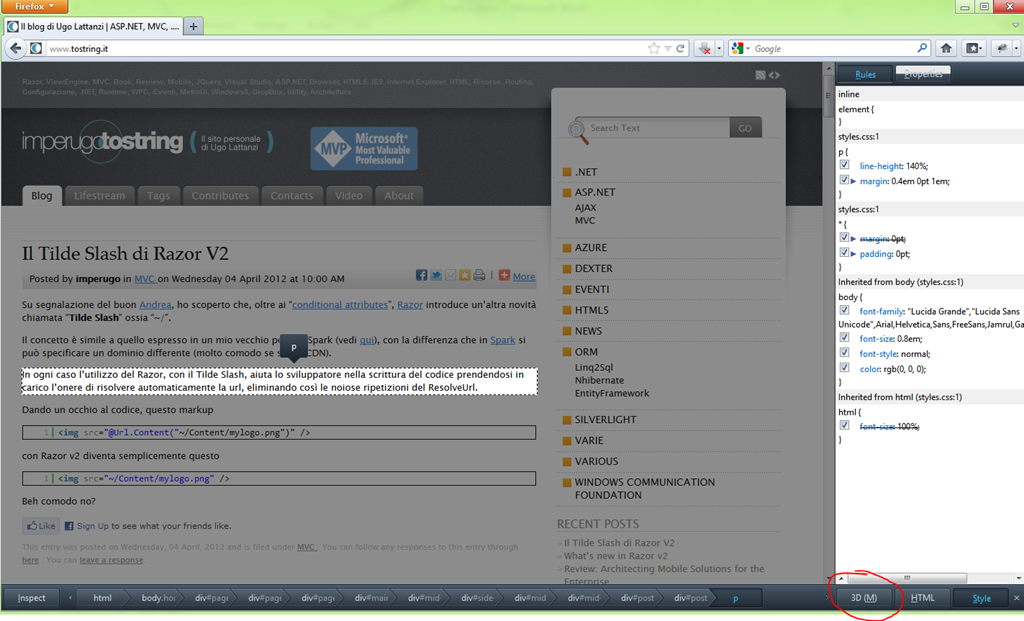 Firefox
Il blog di Ugo Lattanzi | ASP.NET, MVC, ....
www.tostring.it
Google
Razor, ViewEngine, MVC, Book, Review, Mobile, JQuery, Visual Studio, ASP.NET, Browser, HTML5, IE9, Internet Explorer, HTML, Risorse, Routing,
Configurazione, .NET, Runtime, WPC, Eventi, MetroUI, Windows8, DropBox, Utility, Architettura
imperugotostring
( Il sito personale
di Ugo Lattanzi )
MVP
Microsoft®
Most Valuable
Professional
Blog
Lifestream
Tags
Contributes
Contacts
Video
About
Il Tilde Slash di Razor V2
Posted by imperugo in MVC on Wednesday 04 April 2012 at 10:00 AM
| More
Su segnalazione del buon Andrea, ho scoperto che, oltre ai "conditional attributes", Razor introduce un'altra novità
chiamata "Tilde Slash" ossia "~/".
Il concetto è simile a quello espresso in un mio vecchio Spark (vedi qui), con la differenza che in Spark si
può specificare un dominio differente (molto comodo se CDN).
p
In ogni caso l'utilizzo del Razor, con il Tilde Slash, aiuta lo sviluppatore nella scrittura del codice prendendosi in
carico l'onere di risolvere automaticamente la url, eliminando così le noiose ripetizioni del ResolveUrl.
Dando un occhio al codice, questo markup
1 <img src="@Url.Content("~/Content/mylogo.png")" />
con Razor v2 diventa semplicemente questo
1 <img src="~/Content/mylogo.png" />
Beh comodo no?
Like
Sign Up to see what your friends like.
This entry was posted on Wednesday, 04 April, 2012 and is filed under MVC . You can follow any responses to this entry through
here . You can leave a response
Search Text
GO
.NET
ASP.NET
AJAX
MVC
AZURE
DEXTER
EVENTI
HTML5
NEWS
ORM
Linq2Sql
Nhibernate
EntityFramework
SILVERLIGHT
VARIE
VARIOUS
WINDOWS COMMUNICATION
FOUNDATION
RECENT POSTS
Il Tilde Slash di Razor V2
What's new in Razor v2
Review: Architecting Mobile Solutions for the
Enterprise
Rules
Properties
inline
element {
}
styles.css:1
p {
line-height: 140%;
margin: 0.4em 0pt 1em;
}
styles.css:1
* {
margin: 0pt;
padding: 0pt;
}
Inherited from body (styles.css:1)
body {
font-family: "Lucida Grande","Lucida Sans
Unicode",Arial,Helvetica,Sans,FreeSans,Jamrul,Ga
font-size: 0.8em;
font-style: normal;
color: rgb(0, 0, 0);
}
Inherited from html (styles.css:1)
html {
font-size: 100%;
}
Inspect
html
body.hom
div#page
div#page
div#page
div#main
div#mid-
div#side
div#mid
div#mid-
div#post
div#post
p
3D (M)
HTML
Style